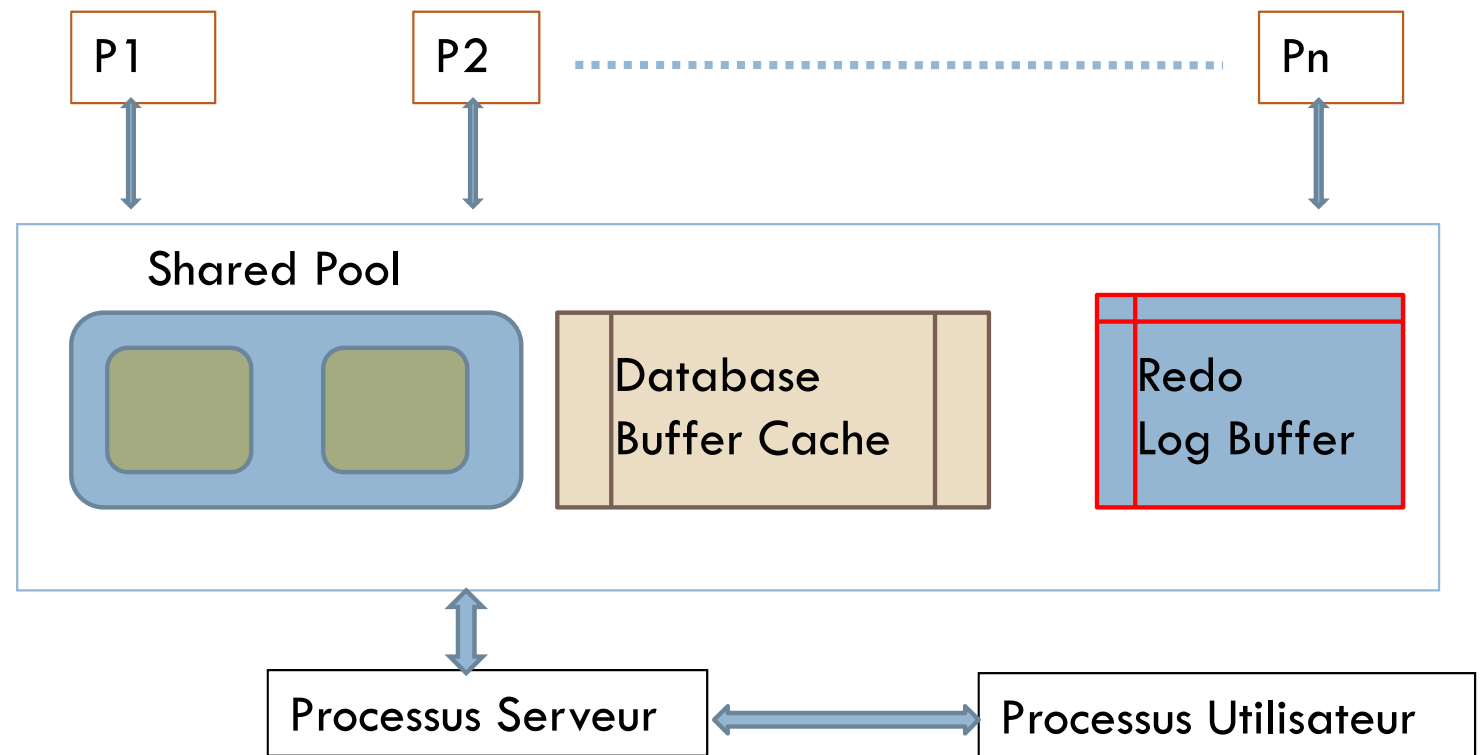 P1
P2
Pn
Shared Pool
Database
Buffer Cache
Redo
Log Buffer
Processus Serveur
Processus Utilisateur